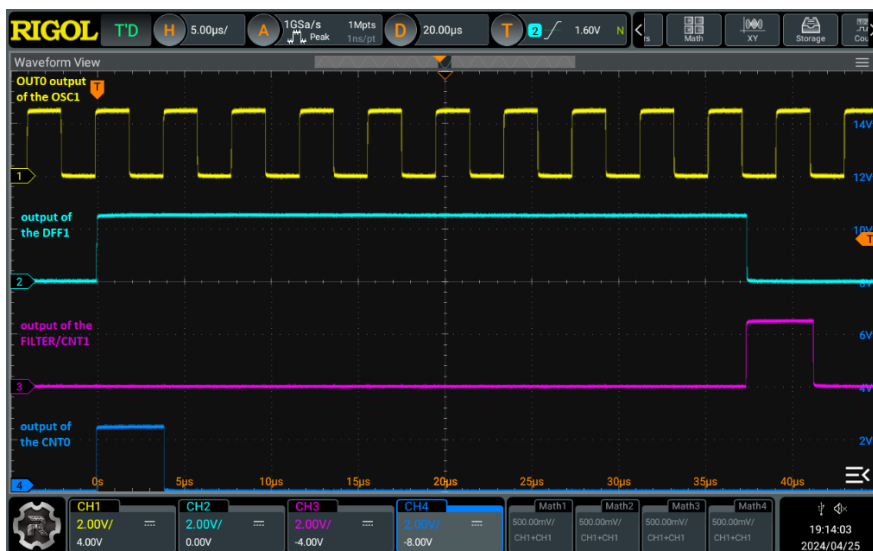 RIGOL T'D H 5.00μs/ A 1GSa/s 1Mpts Peak 1ns/pt D 20.00μs T 2 1.60V N Math XY Storage
Waveform View
T
OUT0 output
of the OSC1
14V
1
12V
output of
the DFF1
10V
T
2
8V
output of the
FILTER/CNT1
6V
3
4V
output of
the CNT0
2V
4
0s 5μs 10μs 15μs 20μs 25μs 30μs 35μs 40μs
CH1 CH2 CH3 CH4 Math1 Math2 Math3 Math4
2.00V/ 2.00V/ 2.00V/ 2.00V/ 500.00mV/ 500.00mV/ 500.00mV/ 500.00mV/
4.00V 0.00V -4.00V -8.00V CH1+CH1 CH1+CH1 CH1+CH1 CH1+CH1
19:14:03
2024/04/25